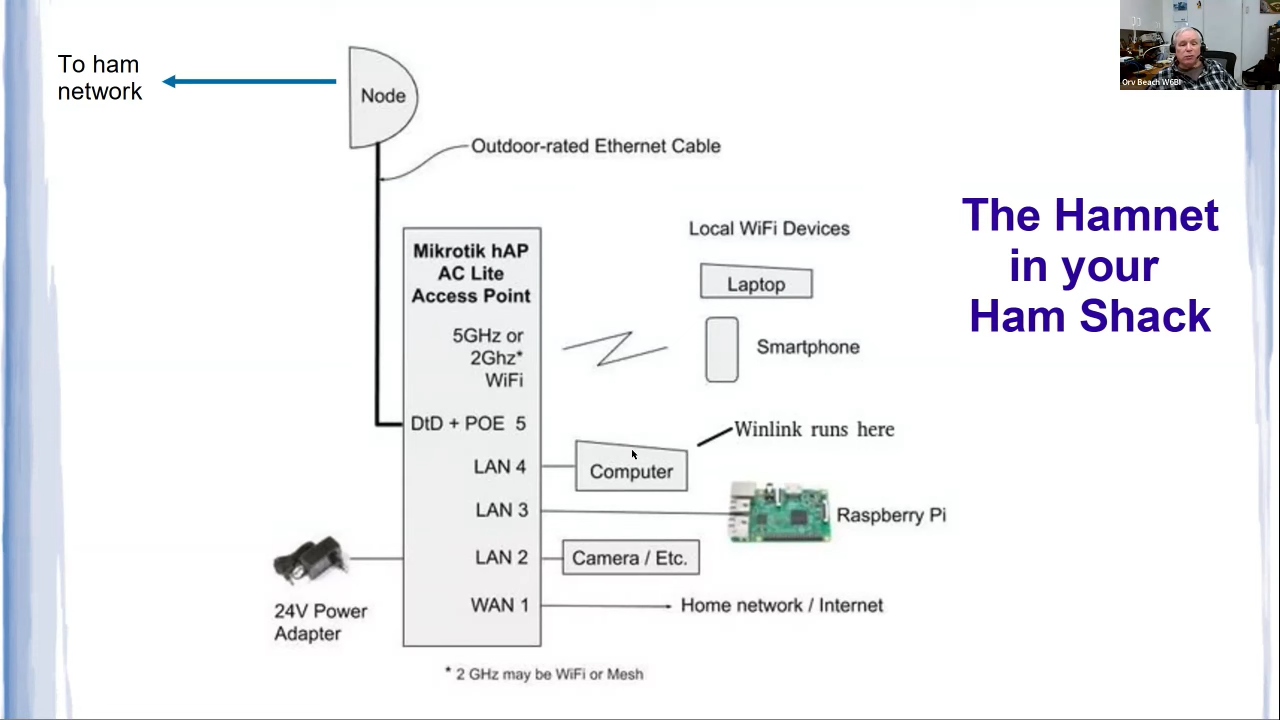 To ham
network
Node
Outdoor-rated Ethernet Cable
Orv Beach W6BI
The Hamnet
in your
Ham Shack
Local WiFi Devices
Laptop
Smartphone
Mikrotik hAP
AC Lite
Access Point
5GHz or
2Ghz*
WiFi
DtD + POE 5
Winlink runs here
LAN 4
Computer
LAN 3
Raspberry Pi
LAN 2
Camera / Etc.
WAN 1
Home network / Internet
24V Power
Adapter
* 2 GHz may be WiFi or Mesh